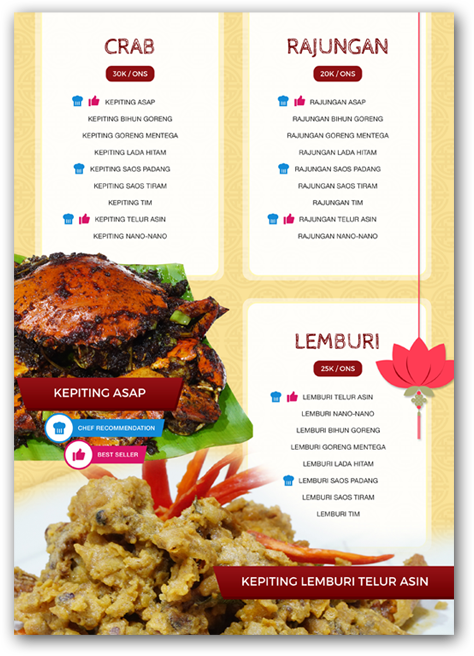 CRAB
30K / ONS
KEPITING ASAP
KEPITING BIHUN GORENG
KEPITING GORENG MENTEGA
KEPITING LADA HITAM
KEPITING SAOS PADANG
KEPITING SAOS TIRAM
KEPITING TIM
KEPITING TELUR ASIN
KEPITING NANO-NANO
RAJUNGAN
20K / ONS
RAJUNGAN ASAP
RAJUNGAN BIHUN GORENG
RAJUNGAN GORENG MENTEGA
RAJUNGAN LADA HITAM
RAJUNGAN SAOS PADANG
RAJUNGAN SAOS TIRAM
RAJUNGAN TIM
RAJUNGAN TELUR ASIN
RAJUNGAN NANO-NANO
LEMBURI
25K / ONS
LEMBURI TELUR ASIN
LEMBURI NANO-NANO
LEMBURI BIHUN GORENG
LEMBURI GORENG MENTEGA
LEMBURI LADA HITAM
LEMBURI SAOS PADANG
LEMBURI SAOS TIRAM
LEMBURI TIM
KEPITING ASAP
CHEF RECOMMENDATION
BEST SELLER
KEPITING LEMBURI TELUR ASIN